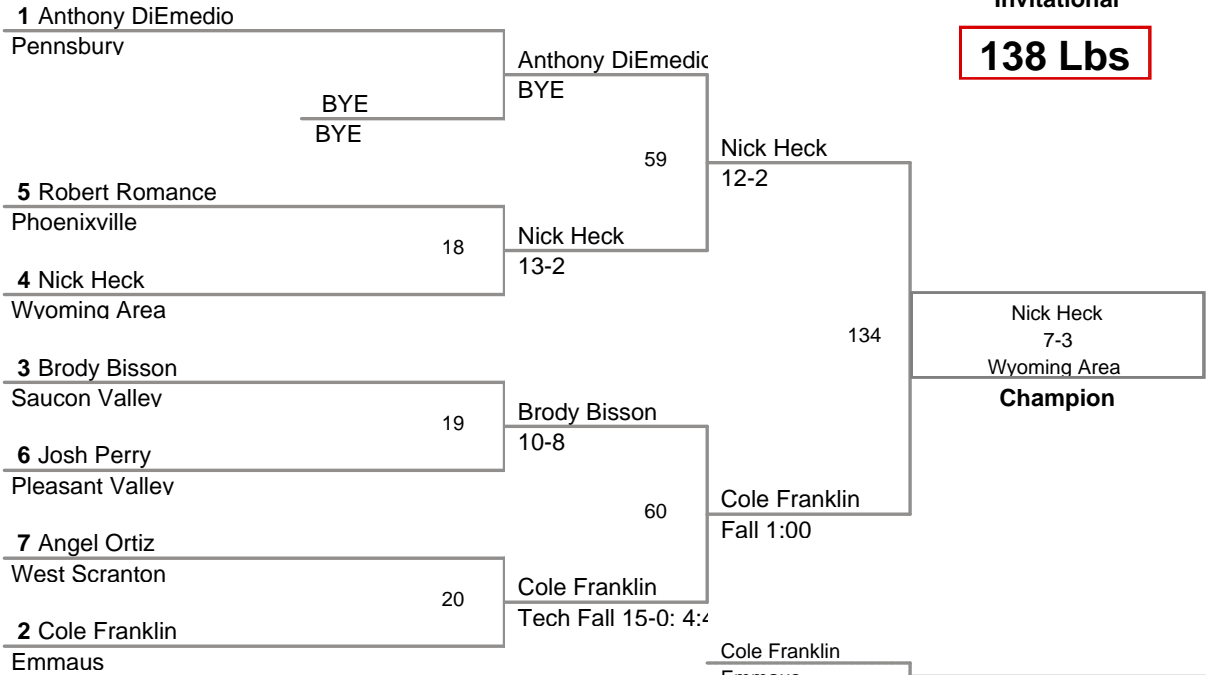 Invitational
138 Lbs
1 Anthony DiEmedio
Pennsbury
BYE
BYE
5 Robert Romance
Phoenixville
18
4 Nick Heck
Wyoming Area
3 Brody Bisson
Saucon Valley
19
6 Josh Perry
Pleasant Valley
7 Angel Ortiz
West Scranton
20
2 Cole Franklin
Emmaus
Anthony DiEmedio
BYE
59
Nick Heck
13-2
Brody Bisson
10-8
60
Cole Franklin
Tech Fall 15-0: 4:4
Nick Heck
12-2
134
Cole Franklin
Fall 1:00
Nick Heck
7-3
Wyoming Area
Champion
Cole Franklin
Emmaus